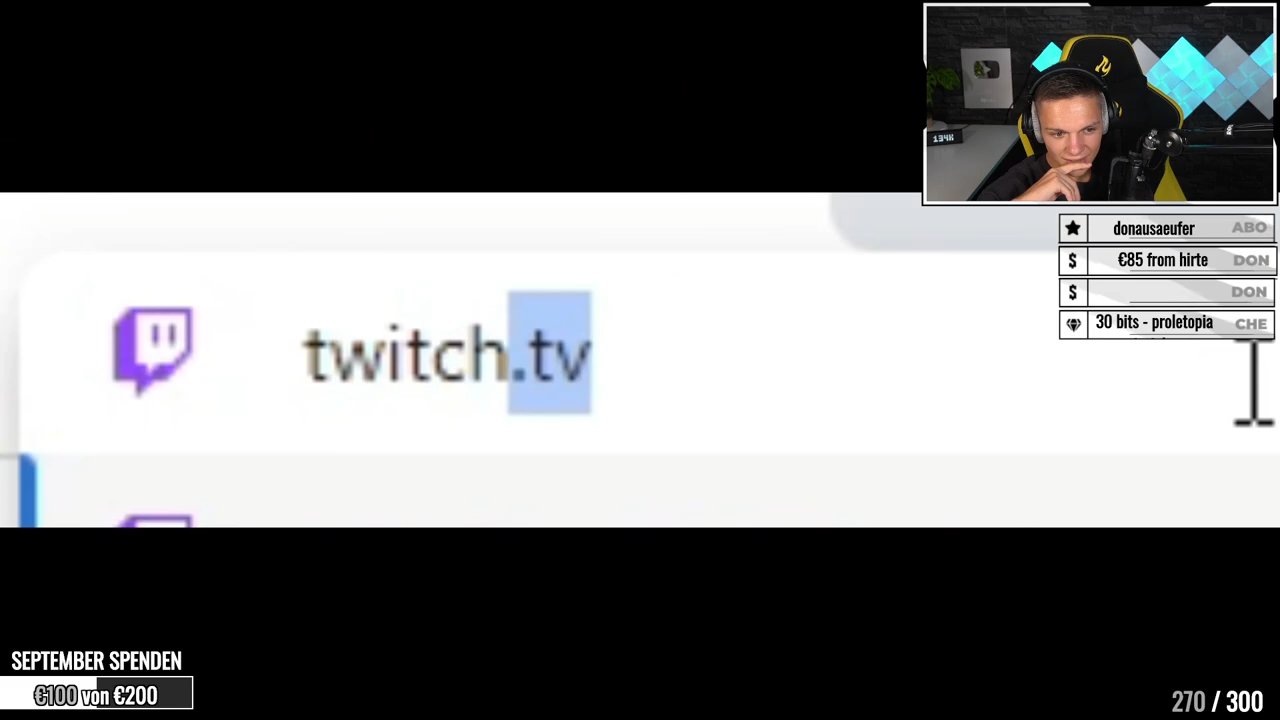 134K
donausaeufer ABO
$ €85 from hirte DON
$ DON
30 bits - proletopia CHE
twitch.tv
SEPTEMBER SPENDEN
€100 von €200
270 / 300